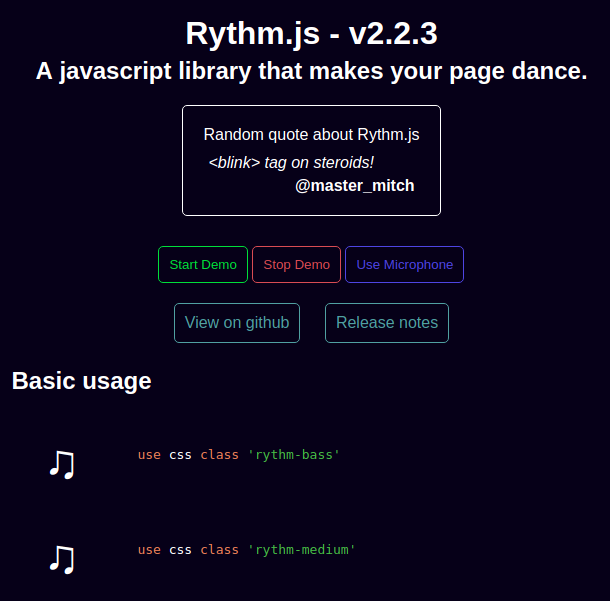 Rythm.js - v2.2.3
A javascript library that makes your page dance.
Random quote about Rythm.js
<blink> tag on steroids!
@master_mitch
Start Demo Stop Demo Use Microphone
View on github Release notes
Basic usage
♫ use css class 'rythm-bass'
♫ use css class 'rythm-medium'